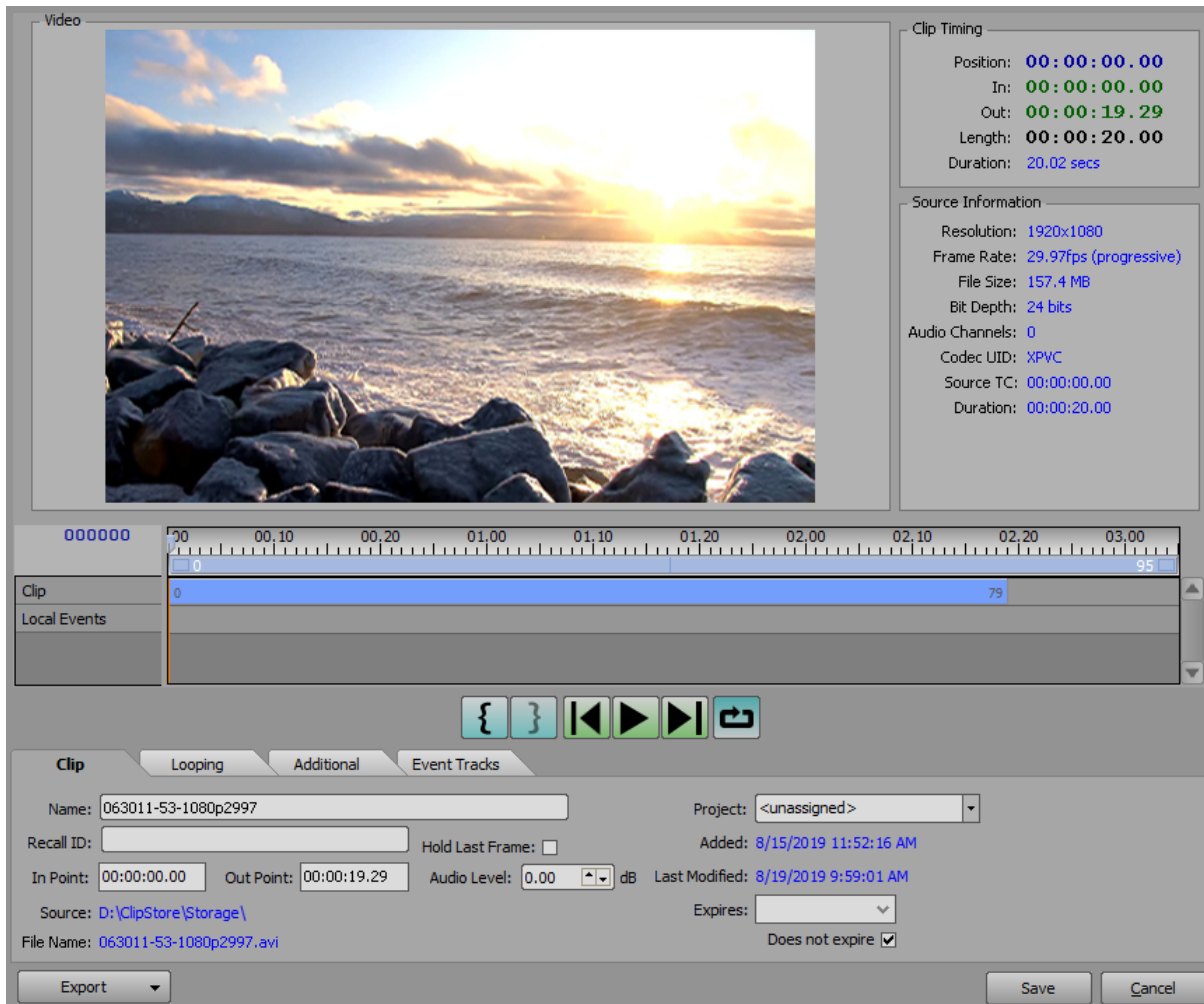 Video
Clip Timing
Position: 00:00:00.00
In: 00:00:00.00
Out: 00:00:19.29
Length: 00:00:20.00
Duration: 20.02 secs
Source Information
Resolution: 1920x1080
Frame Rate: 29.97fps (progressive)
File Size: 157.4 MB
Bit Depth: 24 bits
Audio Channels: 0
Codec UID: XPVC
Source TC: 00:00:00.00
Duration: 00:00:20.00
000000
00 00.10 00.20 01.00 01.10 01.20 02.00 02.10 02.20 03.00
0 95
Clip 0 79
Local Events
Clip Looping Additional Event Tracks
Name: 063011-53-1080p2997 Project: <unassigned>
Recall ID: Hold Last Frame: Added: 8/15/2019 11:52:16 AM
In Point: 00:00:00.00 Out Point: 00:00:19.29 Audio Level: 0.00 dB Last Modified: 8/19/2019 9:59:01 AM
Source: D:\ClipStore\Storage\ Expires:
File Name: 063011-53-1080p2997.avi Does not expire
Export Save Cancel